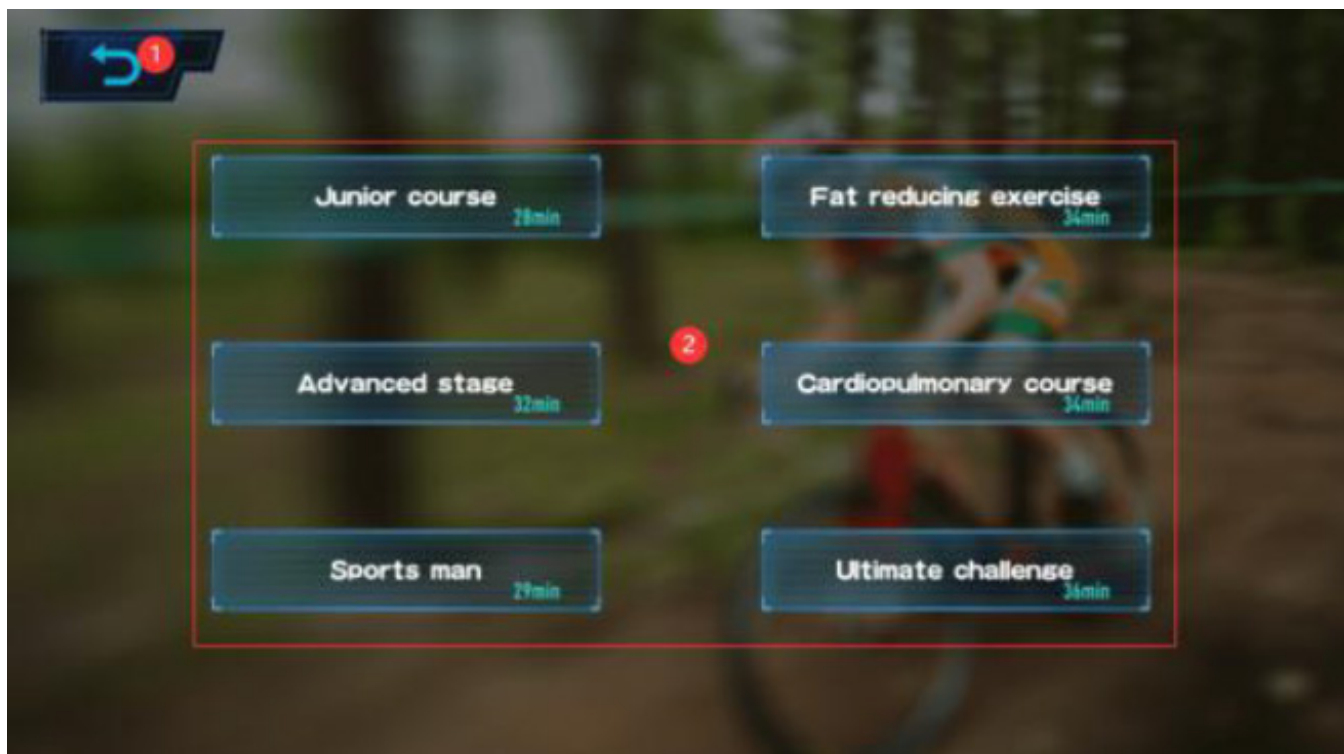 1
Junior course
28min
Fat reducing exercise
34min
2
Advanced stage
32min
Cardiopulmonary course
34min
Sports man
29min
Ultimate challenge
36min